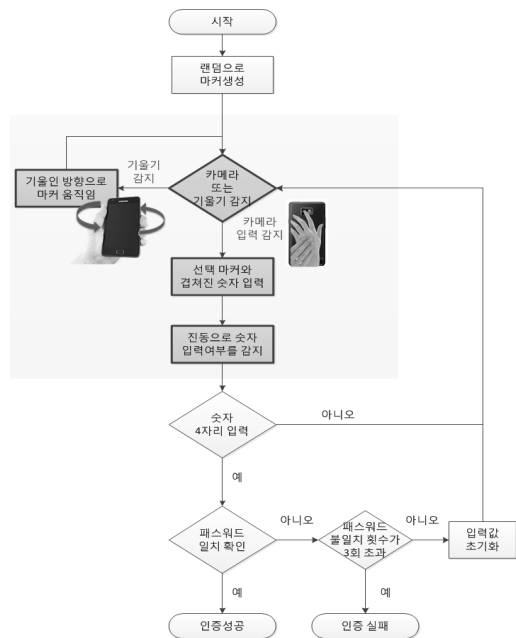 시작
랜덤으로
마커생성
기울기
감지
기울인 방향으로
마커 움직임
카메라
또는
기울기 감지
카메라
입력 감지
선택 마커와
겹쳐진 숫자 입력
진동으로 숫자
입력여부를 감지
숫자
4자리 입력
아니오
예
패스워드
일치 확인
아니오
패스워드
불일치 횟수가
3회 초과
아니오
입력값
초기화
예
예
인증성공
인증 실패